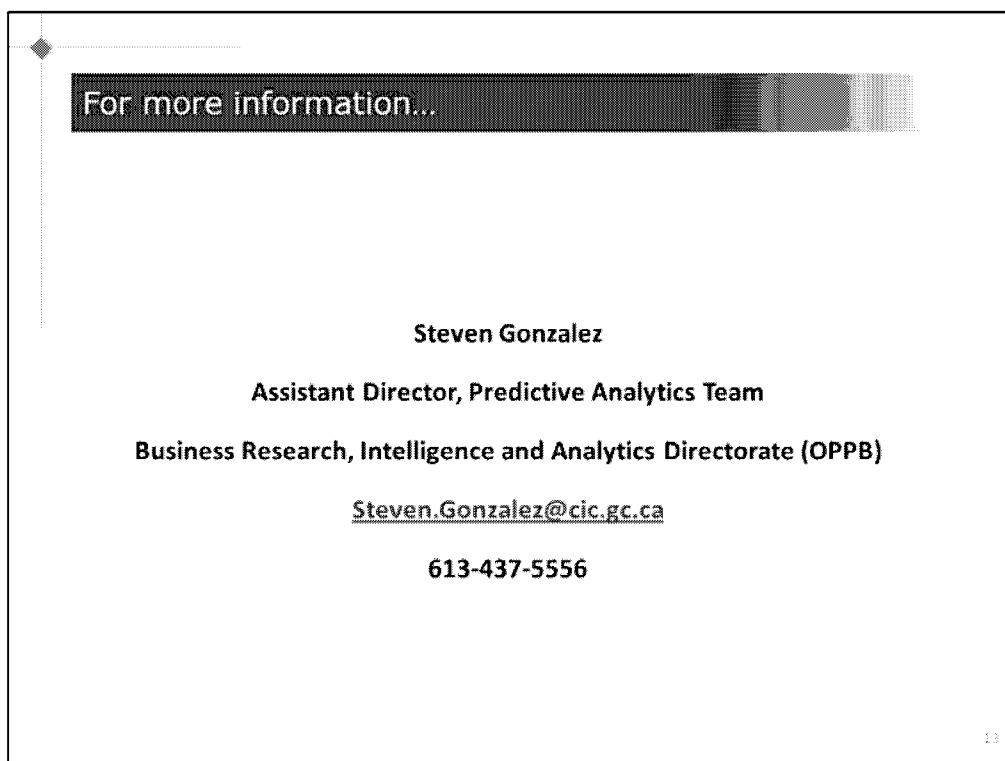 For more information...
Steven Gonzalez
Assistant Director, Predictive Analytics Team
Business Research, Intelligence and Analytics Directorate (OPPB)
Steven.Gonzalez@cic.gc.ca
613-437-5556
13